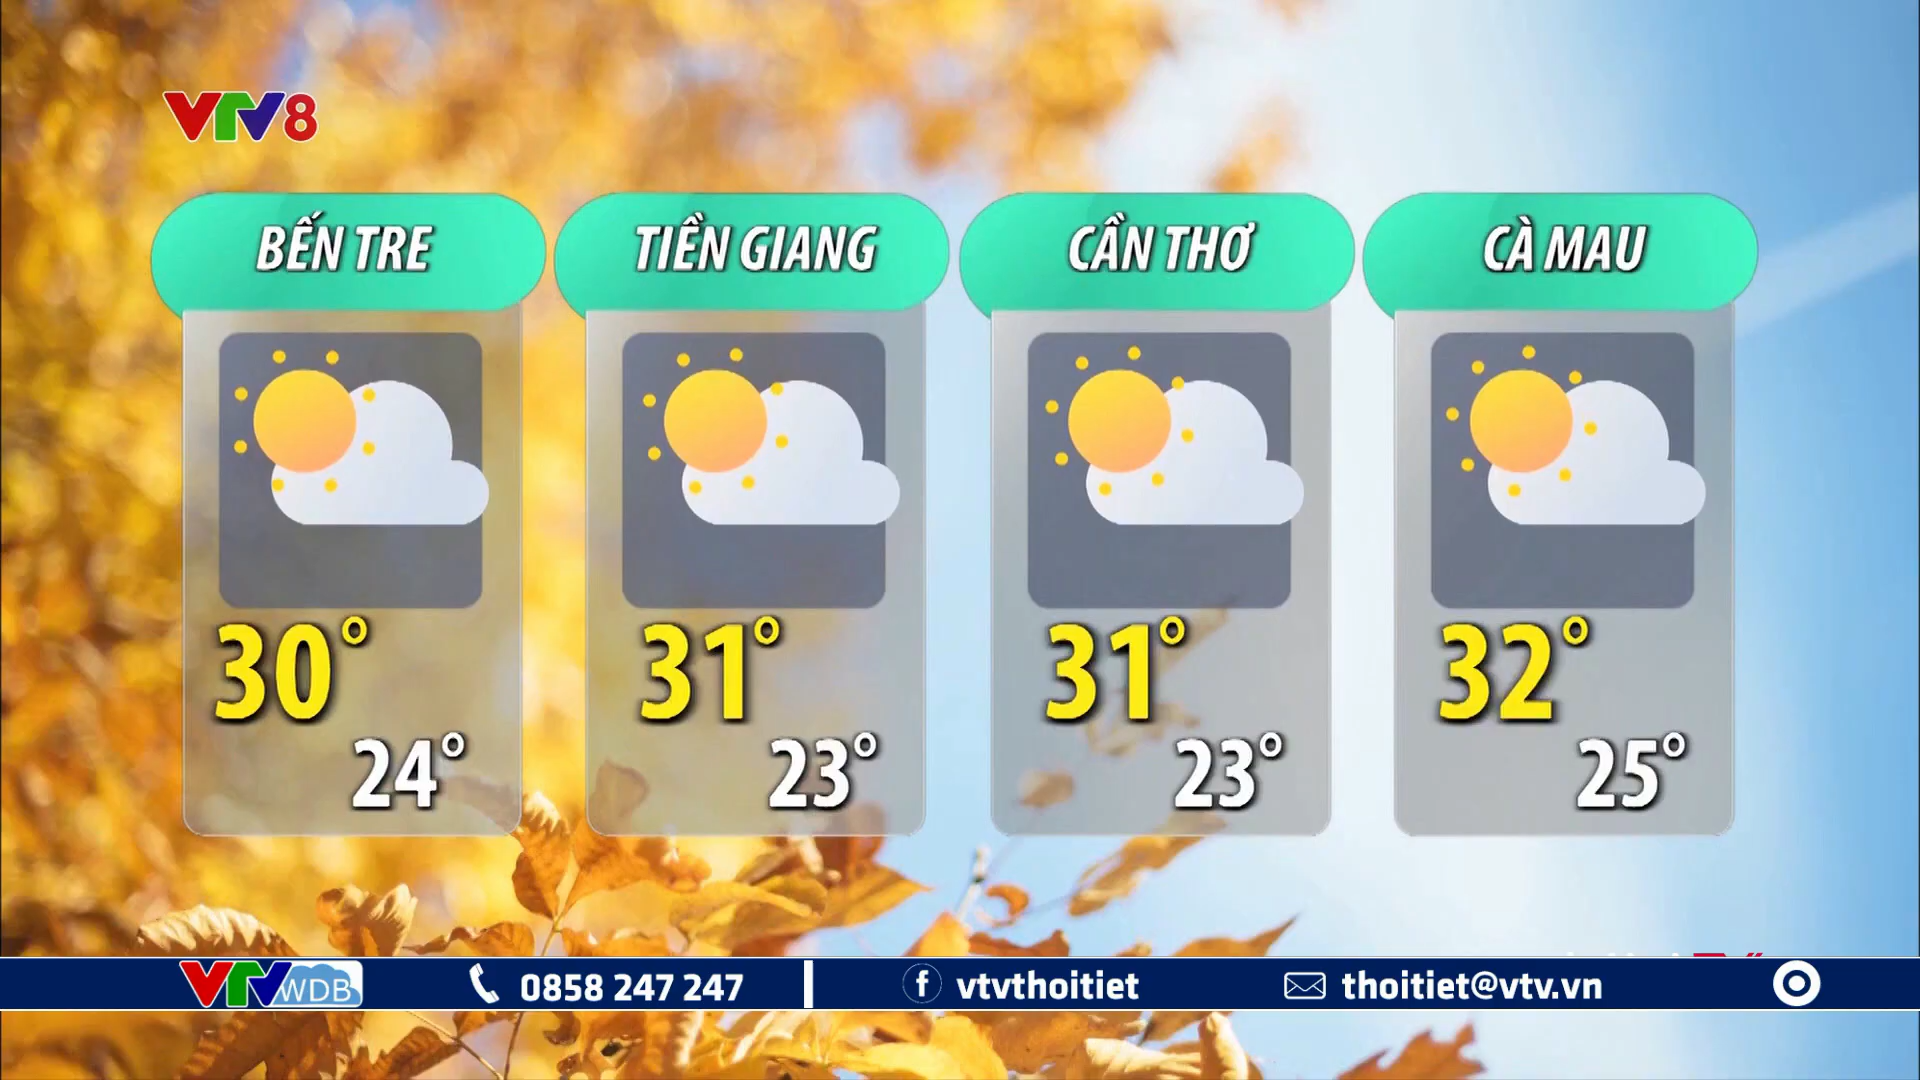 VTV8
BẾN TRE
TIỀN GIANG
CẦN THƠ
CÀ MAU
30°
31°
31°
32°
24°
23°
23°
25°
VTV WDB
0858 247 247
vtvthoitiet
thoitiet@vtv.vn